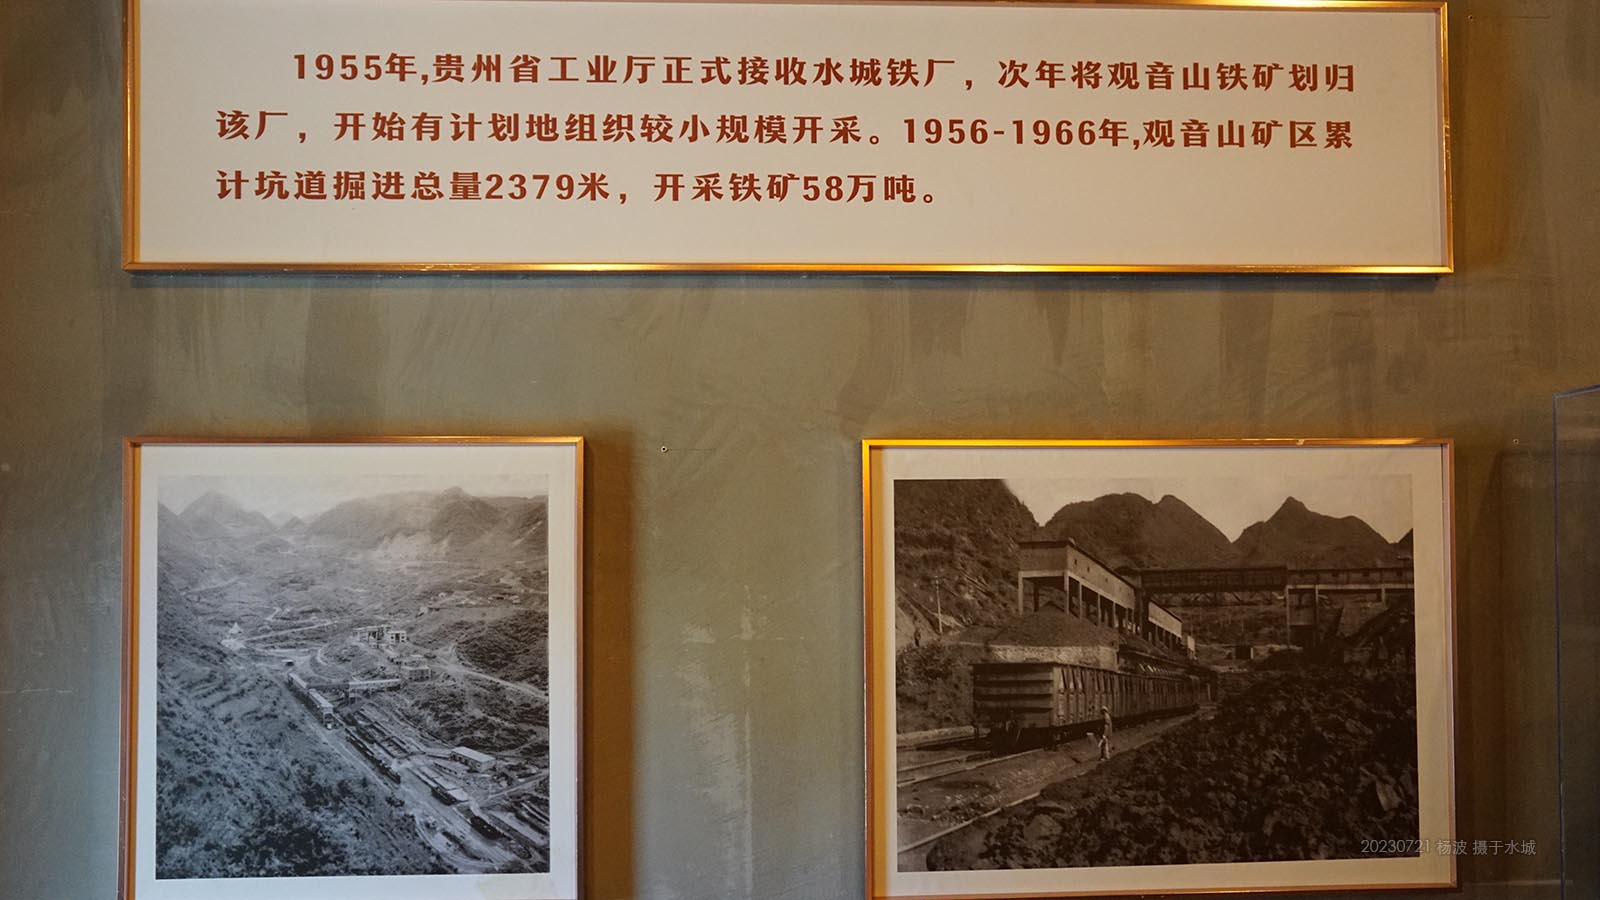 1955年,贵州省工业厅正式接收水城铁厂，次年将观音山铁矿划归
该厂，开始有计划地组织较小规模开采。1956-1966年,观音山矿区累
计坑道掘进总量2379米，开采铁矿58万吨。
20230721 杨波 摄于水城